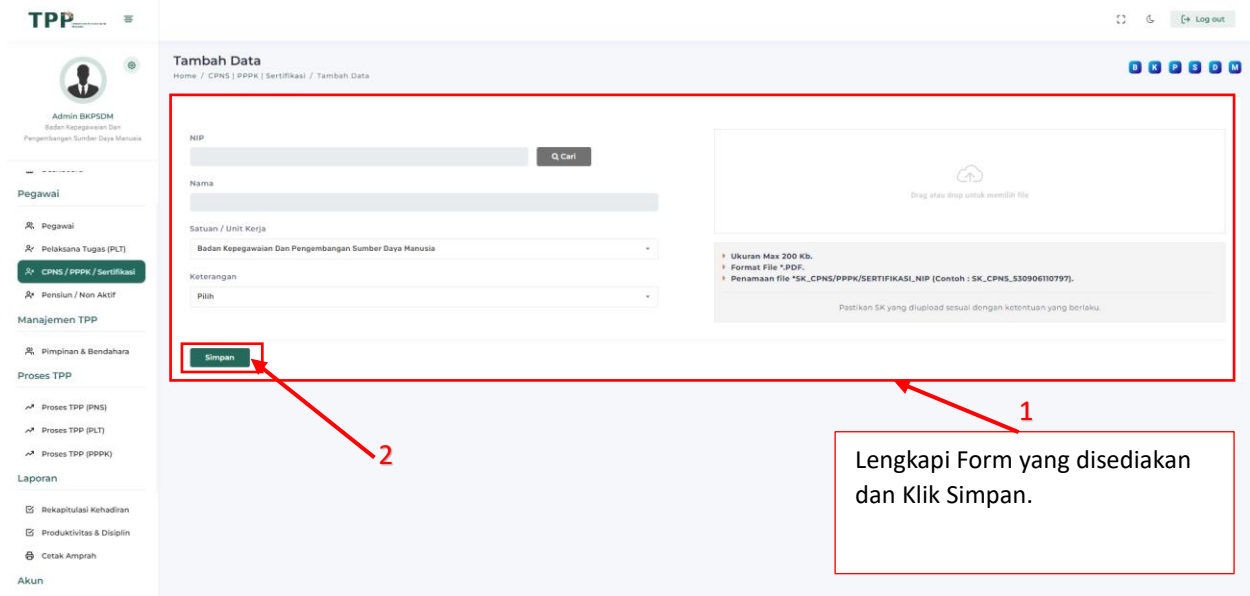 TPP
Log out
Admin BKPSDM
Badan Kepegawaian Dan
Pengembangan Sumber Daya Manusia
Pegawai
Pegawai
Pelaksana Tugas (PLT)
CPNS / PPPK / Sertifikasi
Pensiun / Non Aktif
Manajemen TPP
Pimpinan & Bendahara
Proses TPP
Proses TPP (PNS)
Proses TPP (PLT)
Proses TPP (PPPK)
Laporan
Rekapitulasi Kehadiran
Produktivitas & Disiplin
Cetak Amprah
Akun
Tambah Data
Home / CPNS | PPPK | Sertifikasi / Tambah Data
B K P S D M
NIP
Cari
Nama
Satuan / Unit Kerja
Badan Kepegawaian Dan Pengembangan Sumber Daya Manusia
Keterangan
Pilih
Simpan
Drag atau drop untuk memilih file
Ukuran Max 200 Kb.
Format File *.PDF.
Penamaan file *SK_CPNS/PPPK/SERTIFIKASI_NIP (Contoh : SK_CPNS_530906110797).
Pastikan SK yang diupload sesuai dengan ketentuan yang berlaku.
1
2
Lengkapi Form yang disediakan
dan Klik Simpan.